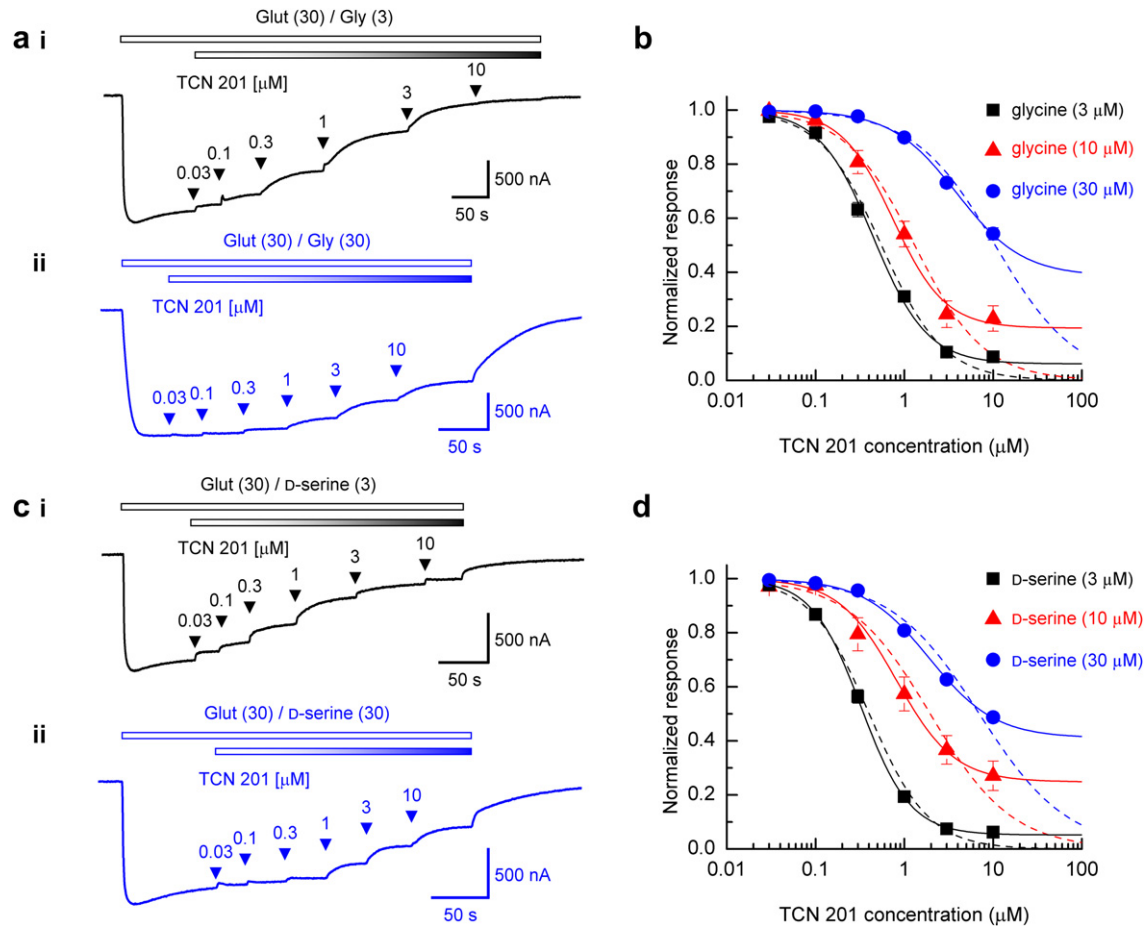 a i
Glut (30) / Gly (3)
TCN 201 [μM]
0.03
0.1
0.3
1
3
10
500 nA
50 s
ii
Glut (30) / Gly (30)
TCN 201 [μM]
0.03
0.1
0.3
1
3
10
500 nA
50 s
b
Normalized response
1.0
0.8
0.6
0.4
0.2
0.0
0.01
0.1
1
10
100
TCN 201 concentration (μM)
glycine (3 μM)
glycine (10 μM)
glycine (30 μM)
c i
Glut (30) / D-serine (3)
TCN 201 [μM]
0.03
0.1
0.3
1
3
10
500 nA
50 s
ii
Glut (30) / D-serine (30)
TCN 201 [μM]
0.03
0.1
0.3
1
3
10
500 nA
50 s
d
Normalized response
1.0
0.8
0.6
0.4
0.2
0.0
0.01
0.1
1
10
100
TCN 201 concentration (μM)
D-serine (3 μM)
D-serine (10 μM)
D-serine (30 μM)